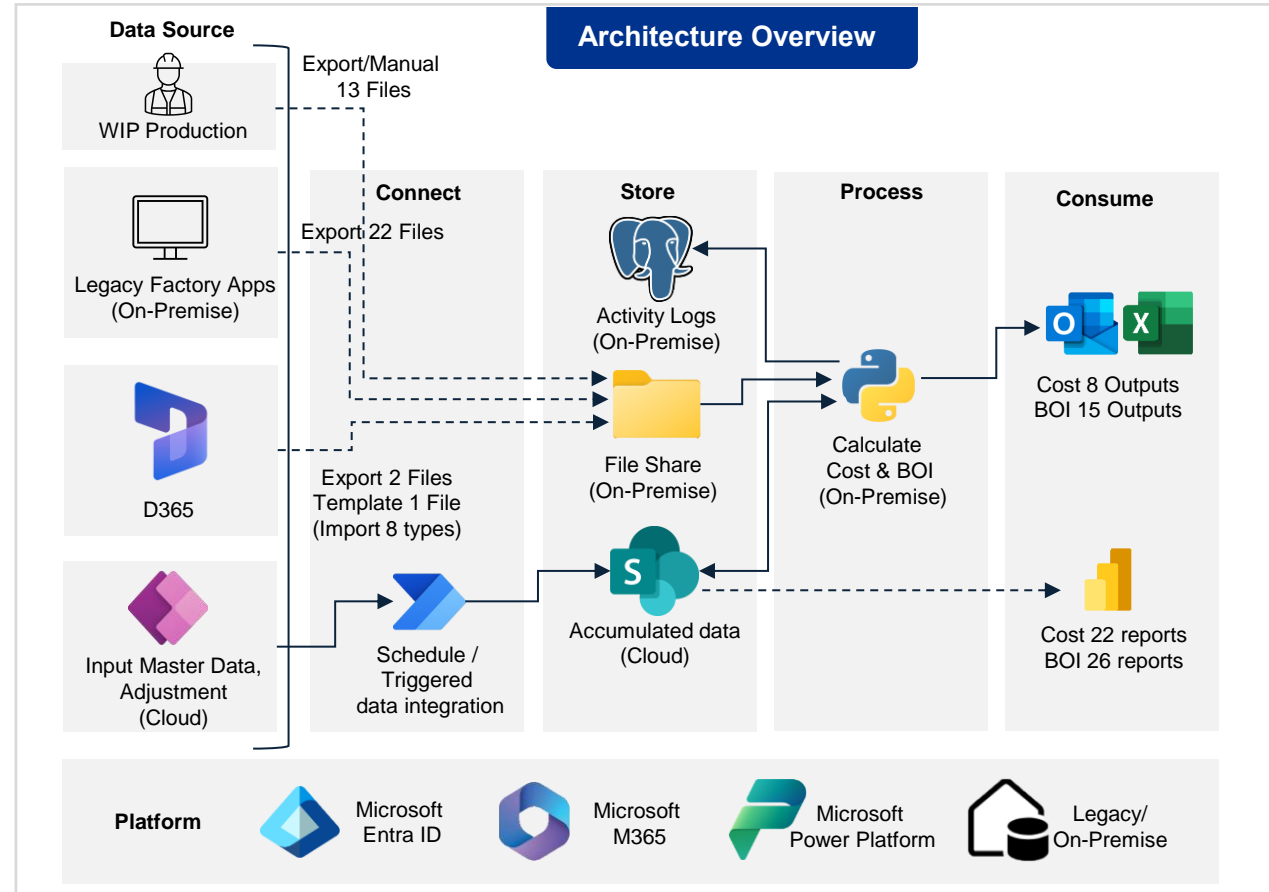 Architecture Overview
Data Source
WIP Production
Export/Manual
13 Files
Legacy Factory Apps
(On-Premise)
Export 22 Files
D365
Export 2 Files
Template 1 File
(Import 8 types)
Input Master Data,
Adjustment
(Cloud)
Connect
Schedule /
Triggered
data integration
Store
Activity Logs
(On-Premise)
File Share
(On-Premise)
S
Accumulated data
(Cloud)
Process
Calculate
Cost & BOI
(On-Premise)
Consume
O
X
Cost 8 Outputs
BOI 15 Outputs
Cost 22 reports
BOI 26 reports
Platform
Microsoft
Entra ID
Microsoft
M365
Microsoft
Power Platform
Legacy/
On-Premise